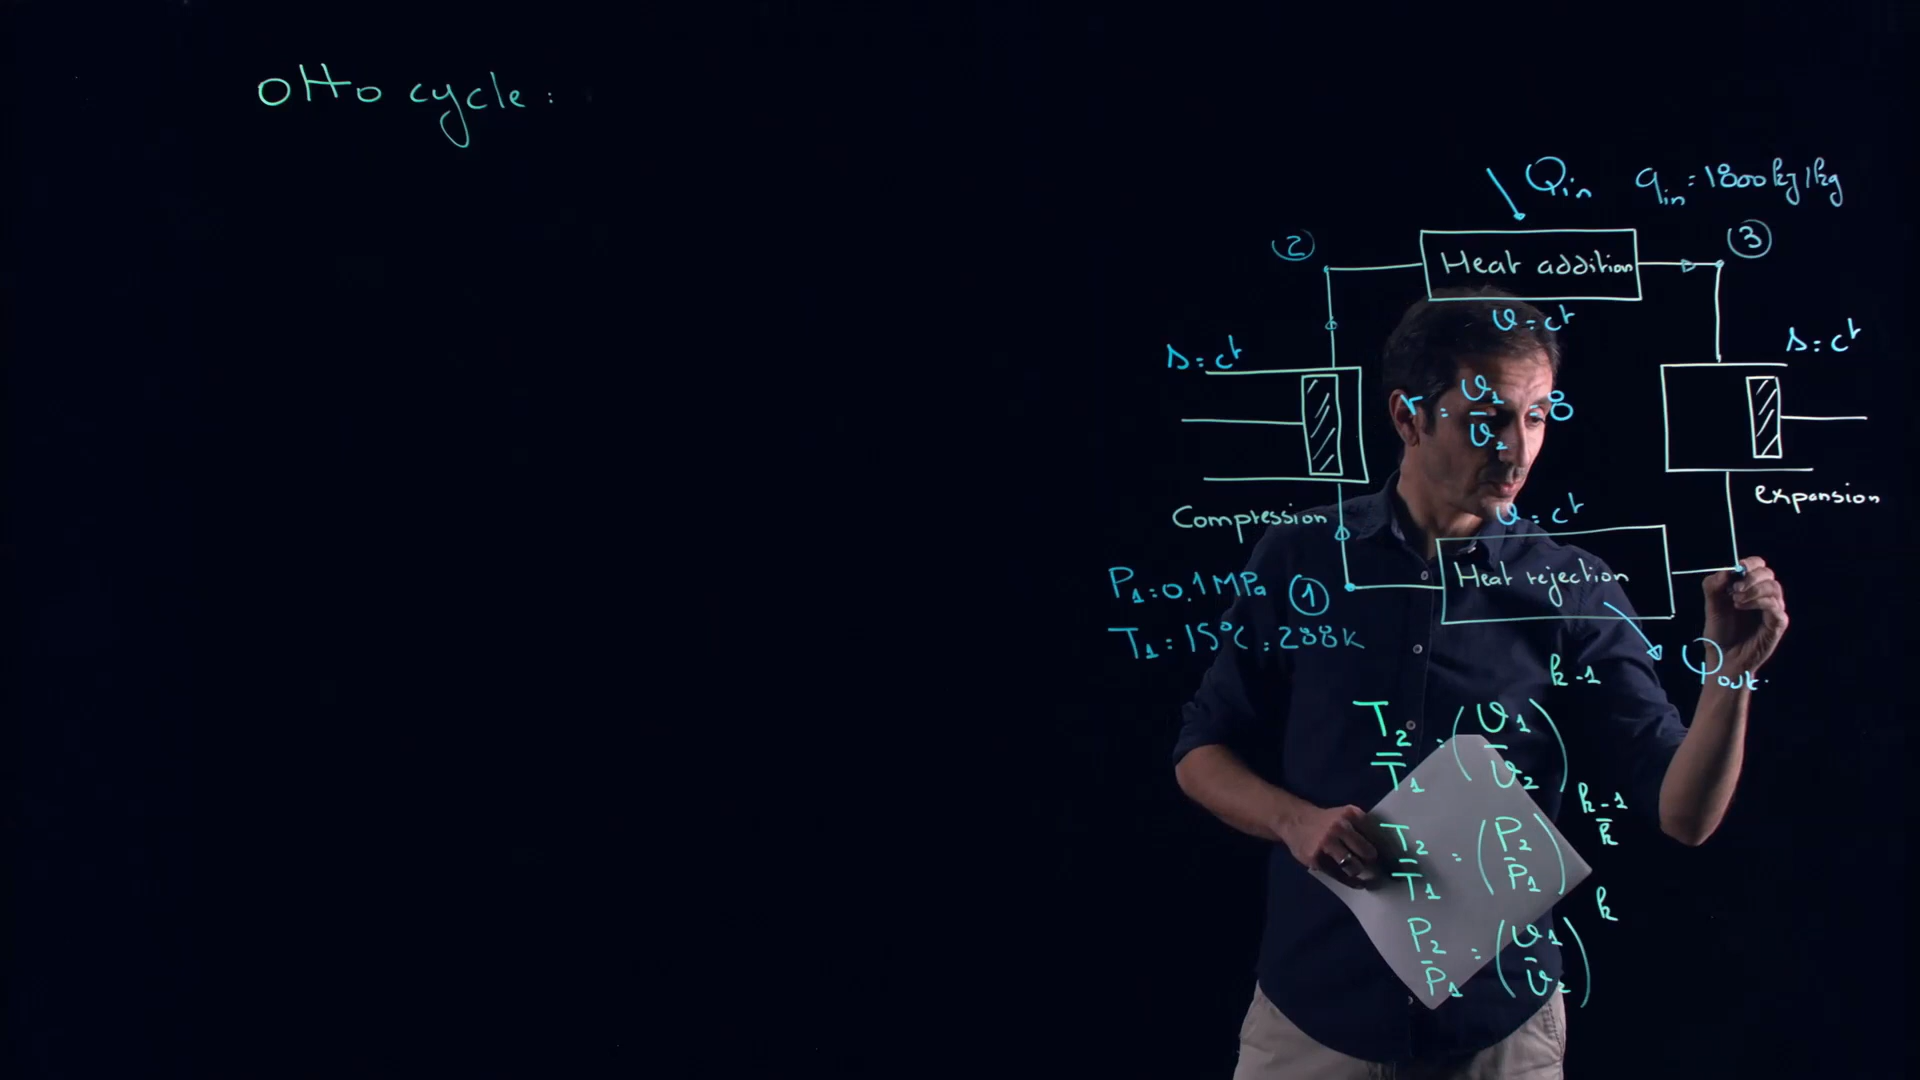 Otto cycle:
Qin qin = 1800 kJ/kg
② ③
Heat addition
v = ct
s = ct s = ct
r = v1/v2 = 8
expansion
Compression v = ct
Heat rejection
P1 = 0.1 MPa ①
T1 = 15°C = 288K
Qout.
T2/T1 = (v1/v2)^k-1
T2/T1 = (P2/P1)^k-1/k
P2/P1 = (v1/v2)^k